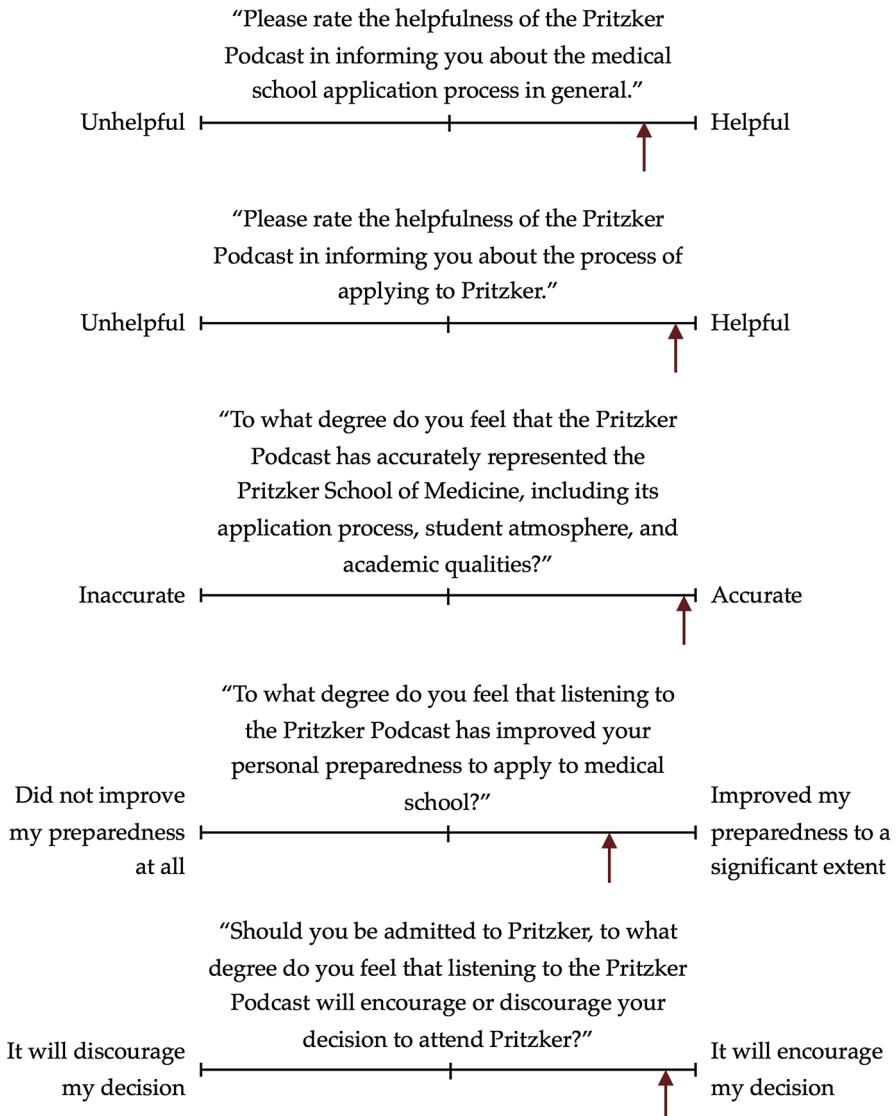 “Please rate the helpfulness of the Pritzker
Podcast in informing you about the medical
school application process in general.”
Unhelpful
Helpful
“Please rate the helpfulness of the Pritzker
Podcast in informing you about the process of
applying to Pritzker.”
Unhelpful
Helpful
“To what degree do you feel that the Pritzker
Podcast has accurately represented the
Pritzker School of Medicine, including its
application process, student atmosphere, and
academic qualities?”
Inaccurate
Accurate
“To what degree do you feel that listening to
the Pritzker Podcast has improved your
personal preparedness to apply to medical
school?”
Did not improve
my preparedness
at all
Improved my
preparedness to a
significant extent
“Should you be admitted to Pritzker, to what
degree do you feel that listening to the Pritzker
Podcast will encourage or discourage your
decision to attend Pritzker?”
It will discourage
my decision
It will encourage
my decision